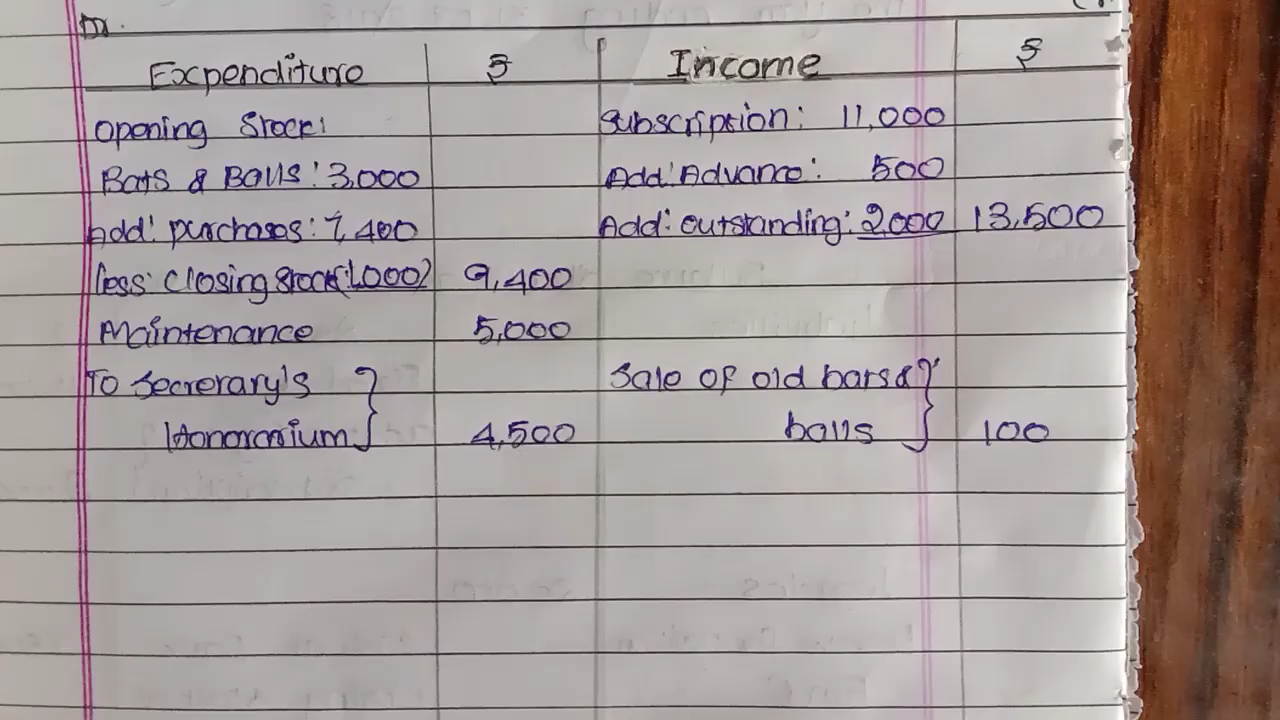 Dr.
Expenditure ₹ Income ₹
Opening Stock: Subscription: 11,000
Bats & Balls: 3,000 Add: Advance: 500
Add: purchases: 7,400 Add: outstanding: 2,000 13,500
less: closing stock(1,000) 9,400
Maintenance 5,000
To Secretary's Sale of old bats &
Honorarium 4,500 balls 100